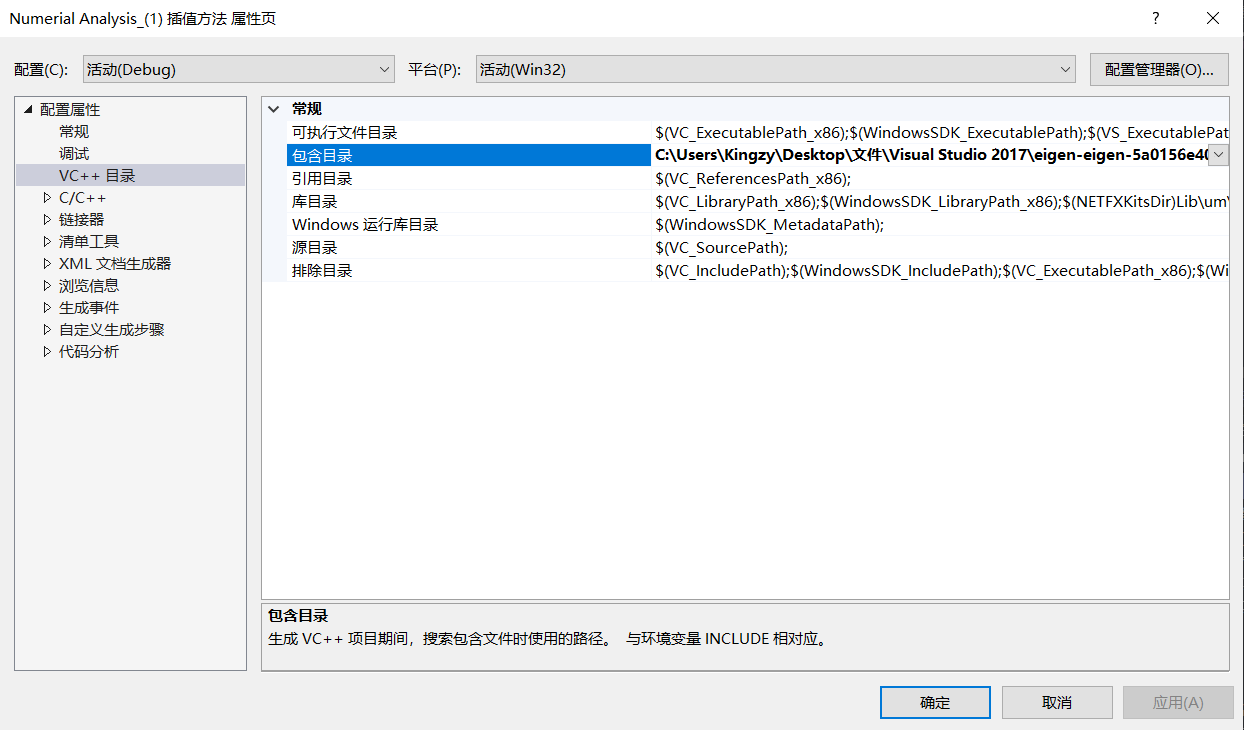 Numerial Analysis_(1) 插值方法 属性页
配置(C): 活动(Debug) 平台(P): 活动(Win32) 配置管理器(O)...
配置属性
常规
调试
VC++ 目录
C/C++
链接器
清单工具
XML 文档生成器
浏览信息
生成事件
自定义生成步骤
代码分析
常规
可执行文件目录 $(VC_ExecutablePath_x86);$(WindowsSDK_ExecutablePath);$(VS_ExecutablePat
包含目录 C:\Users\Kingzy\Desktop\文件\Visual Studio 2017\eigen-eigen-5a0156e40
引用目录 $(VC_ReferencesPath_x86);
库目录 $(VC_LibraryPath_x86);$(WindowsSDK_LibraryPath_x86);$(NETFXKitsDir)Lib\um\
Windows 运行库目录 $(WindowsSDK_MetadataPath);
源目录 $(VC_SourcePath);
排除目录 $(VC_IncludePath);$(WindowsSDK_IncludePath);$(VC_ExecutablePath_x86);$(Wi
包含目录
生成 VC++ 项目期间，搜索包含文件时使用的路径。 与环境变量 INCLUDE 相对应。
确定 取消 应用(A)